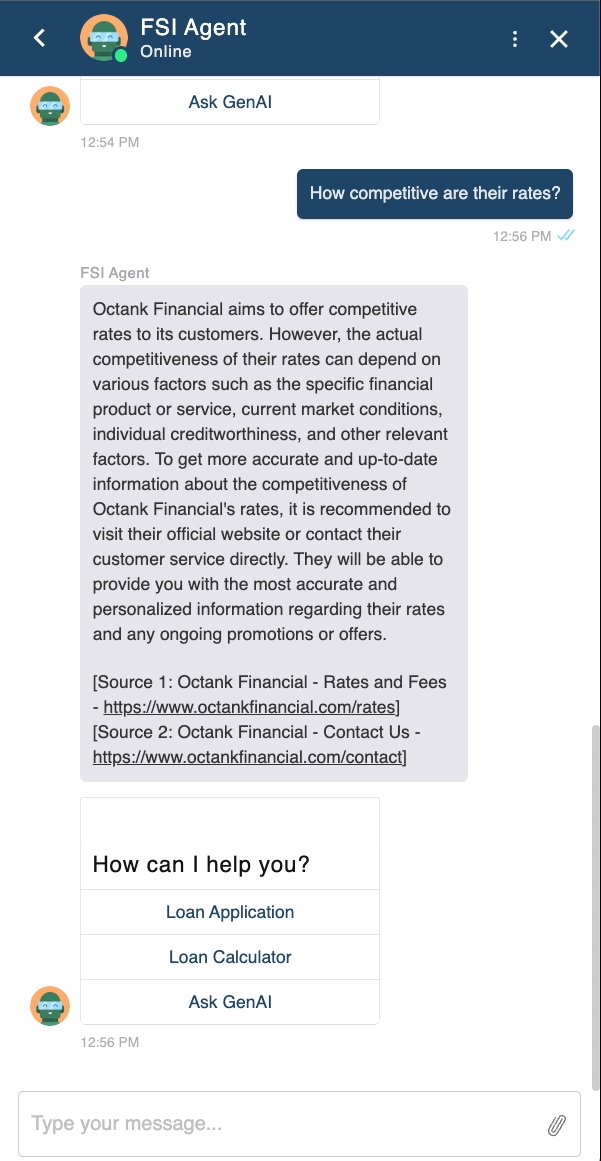 FSI Agent
Online
Ask GenAI
12:54 PM
How competitive are their rates?
12:56 PM
FSI Agent
Octank Financial aims to offer competitive
rates to its customers. However, the actual
competitiveness of their rates can depend on
various factors such as the specific financial
product or service, current market conditions,
individual creditworthiness, and other relevant
factors. To get more accurate and up-to-date
information about the competitiveness of
Octank Financial's rates, it is recommended to
visit their official website or contact their
customer service directly. They will be able to
provide you with the most accurate and
personalized information regarding their rates
and any ongoing promotions or offers.
[Source 1: Octank Financial - Rates and Fees
- https://www.octankfinancial.com/rates]
[Source 2: Octank Financial - Contact Us -
https://www.octankfinancial.com/contact]
How can I help you?
Loan Application
Loan Calculator
Ask GenAI
12:56 PM
Type your message...